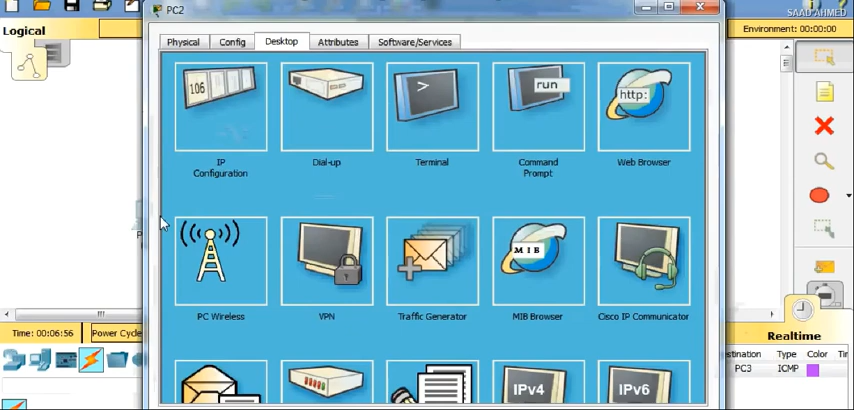 PC2
SAAD AHMED
Logical
Environment: 00:00:00
Physical
Config
Desktop
Attributes
Software/Services
106
>
run
http:
IP
Configuration
Dial-up
Terminal
Command
Prompt
Web Browser
P
MIB
PC Wireless
VPN
Traffic Generator
MIB Browser
Cisco IP Communicator
Time: 00:06:56
Power Cycle
Realtime
IPv4
IPv6
stination
Type
Color
Tir
PC3
ICMP